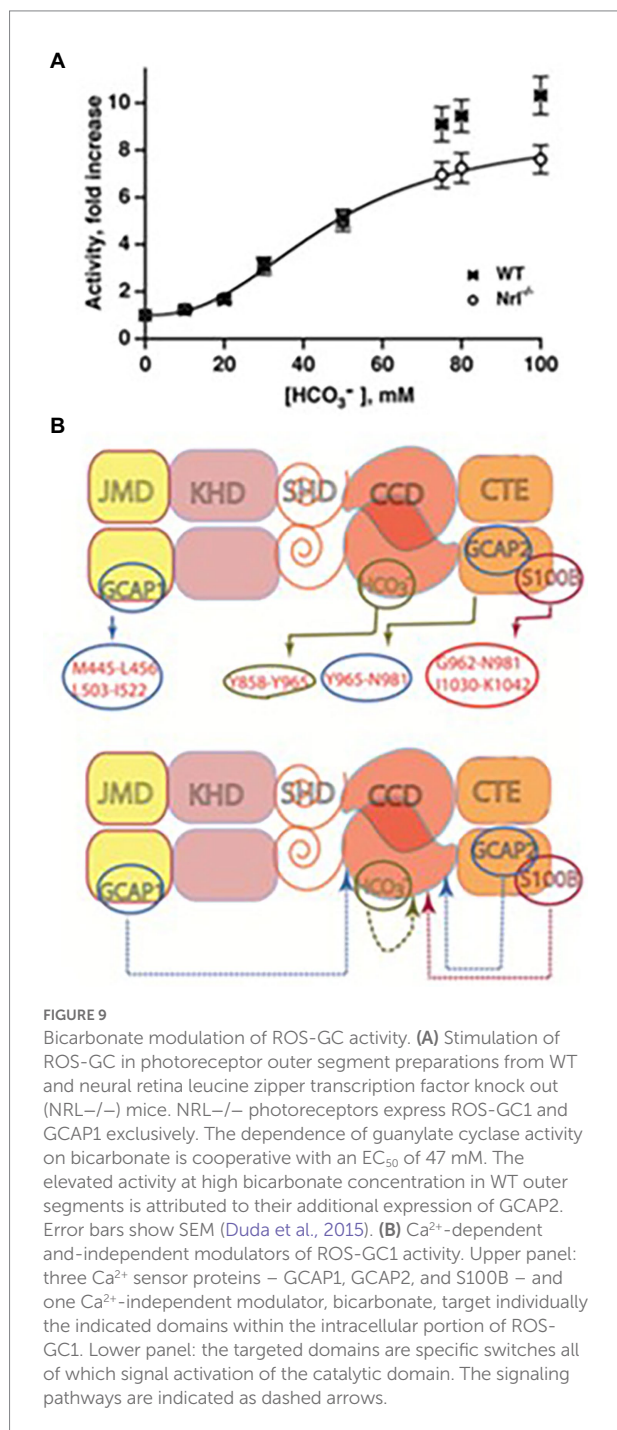 A
Activity, fold increase
10
8
6
4
2
0
0 20 40 60 80 100
[HCO₃⁻ ], mM
WT
Nrl⁻/⁻
B
JMD KHD SHD CCD CTE
GCAP1 HCO₃⁻ GCAP2 S100B
M445-L456
L503-I522
Y858-Y965
Y965-N981
G962-N981
I1030-K1042
JMD KHD SHD CCD CTE
GCAP1 HCO₃⁻ GCAP2 S100B
FIGURE 9
Bicarbonate modulation of ROS-GC activity. (A) Stimulation of
ROS-GC in photoreceptor outer segment preparations from WT
and neural retina leucine zipper transcription factor knock out
(NRL−/−) mice. NRL−/− photoreceptors express ROS-GC1 and
GCAP1 exclusively. The dependence of guanylate cyclase activity
on bicarbonate is cooperative with an EC₅₀ of 47 mM. The
elevated activity at high bicarbonate concentration in WT outer
segments is attributed to their additional expression of GCAP2.
Error bars show SEM (Duda et al., 2015). (B) Ca²⁺-dependent
and-independent modulators of ROS-GC1 activity. Upper panel:
three Ca²⁺ sensor proteins – GCAP1, GCAP2, and S100B – and
one Ca²⁺-independent modulator, bicarbonate, target individually
the indicated domains within the intracellular portion of ROS-
GC1. Lower panel: the targeted domains are specific switches all
of which signal activation of the catalytic domain. The signaling
pathways are indicated as dashed arrows.